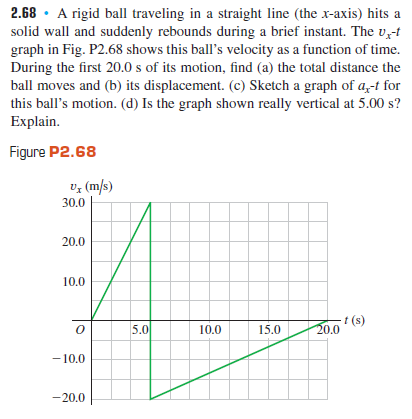 2.68 • A rigid ball traveling in a straight line (the x-axis) hits a
solid wall and suddenly rebounds during a brief instant. The vₓ-t
graph in Fig. P2.68 shows this ball's velocity as a function of time.
During the first 20.0 s of its motion, find (a) the total distance the
ball moves and (b) its displacement. (c) Sketch a graph of aₓ-t for
this ball's motion. (d) Is the graph shown really vertical at 5.00 s?
Explain.
Figure P2.68
vₓ (m/s)
30.0
20.0
10.0
O 5.0 10.0 15.0 20.0 t (s)
−10.0
−20.0